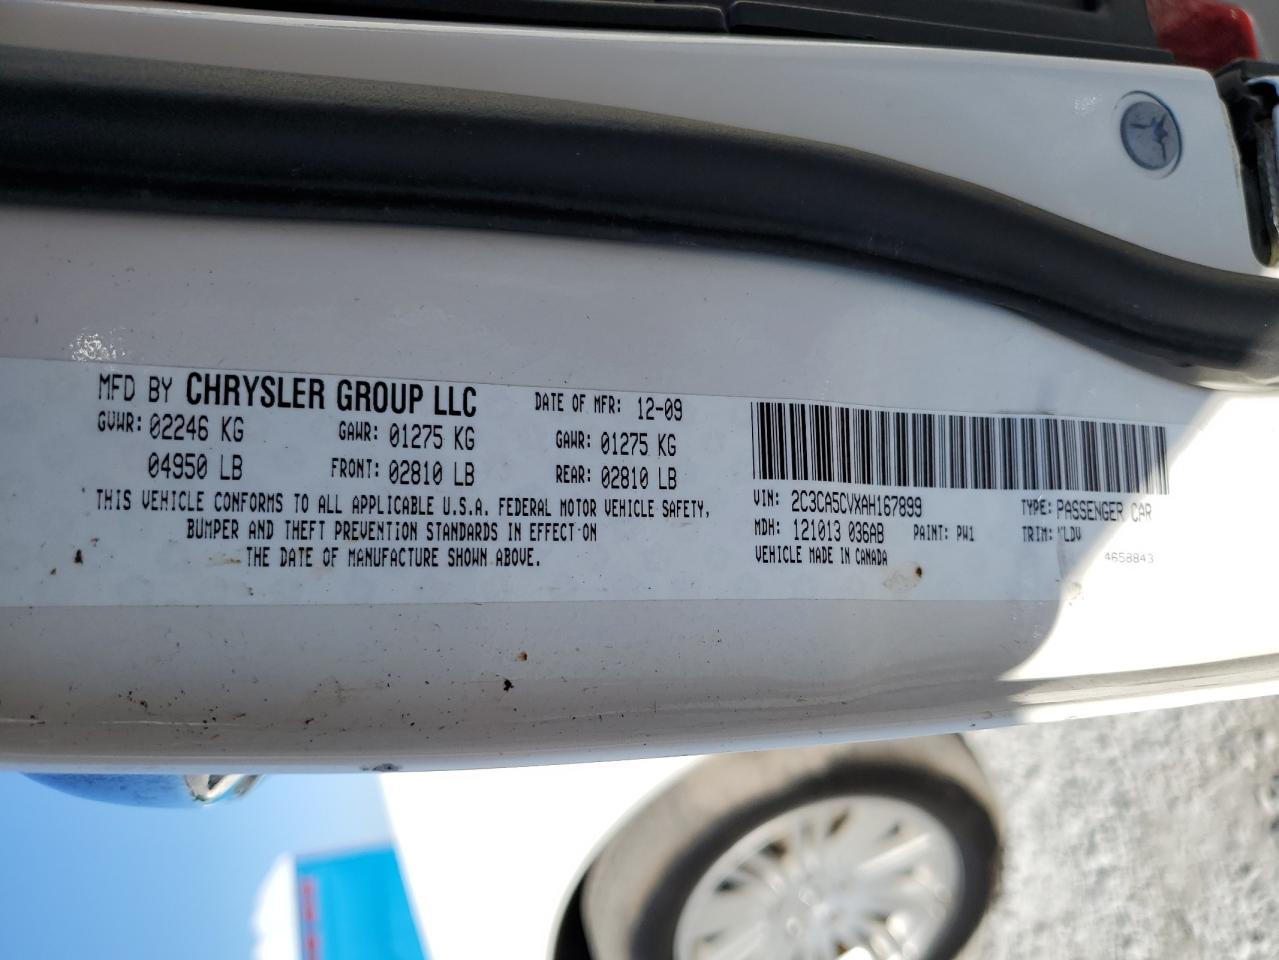 MFD BY CHRYSLER GROUP LLC DATE OF MFR: 12-09
GVWR: 02246 KG GAWR: 01275 KG GAWR: 01275 KG
04950 LB FRONT: 02810 LB REAR: 02810 LB
THIS VEHICLE CONFORMS TO ALL APPLICABLE U.S.A. FEDERAL MOTOR VEHICLE SAFETY,
BUMPER AND THEFT PREVENTION STANDARDS IN EFFECT ON
THE DATE OF MANUFACTURE SHOWN ABOVE.
VIN: 2C3CA5CVXAH167899 TYPE: PASSENGER CAR
MDH: 121013 036AB PAINT: PW1 TRIM:
VEHICLE MADE IN CANADA 4658843